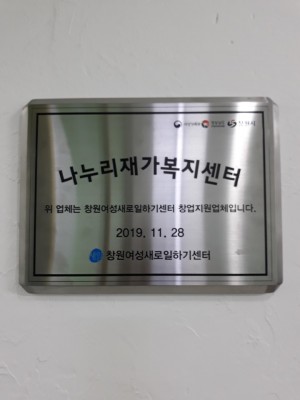 나누리재가복지센터
위 업체는 창원여성새로일하기센터 창업지원업체입니다.
2019. 11. 28
창원여성새로일하기센터